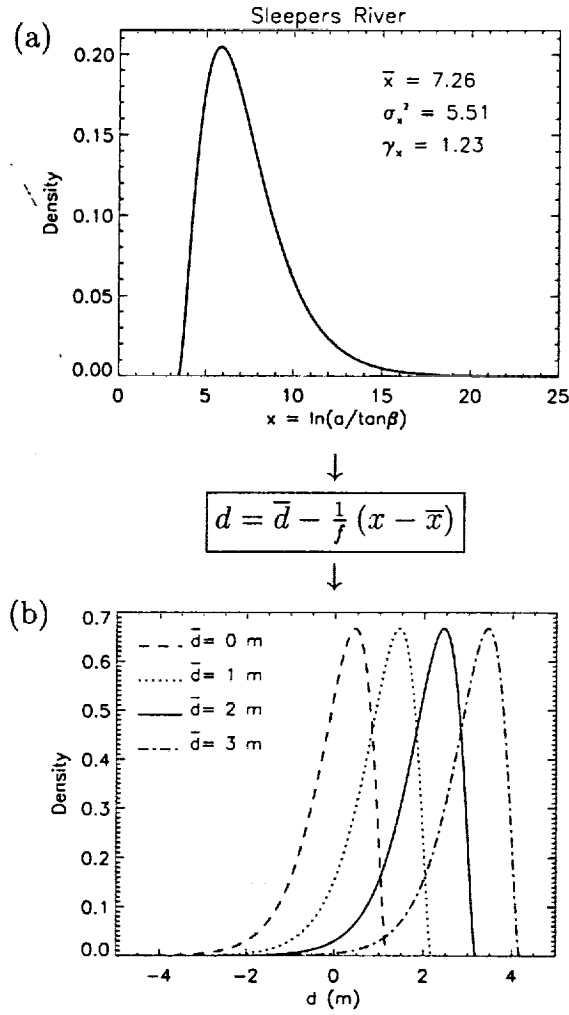 Sleepers River
(a)
x̄ = 7.26
σₓ² = 5.51
γₓ = 1.23
Density
0.20
0.15
0.10
0.05
0.00
0 5 10 15 20 25
x = ln(a/tanβ)
↓
d = d̄ − 1/f (x − x̄)
↓
(b)
d̄= 0 m
d̄= 1 m
d̄= 2 m
d̄= 3 m
Density
0.7
0.6
0.5
0.4
0.3
0.2
0.1
0.0
−4 −2 0 2 4
d (m)